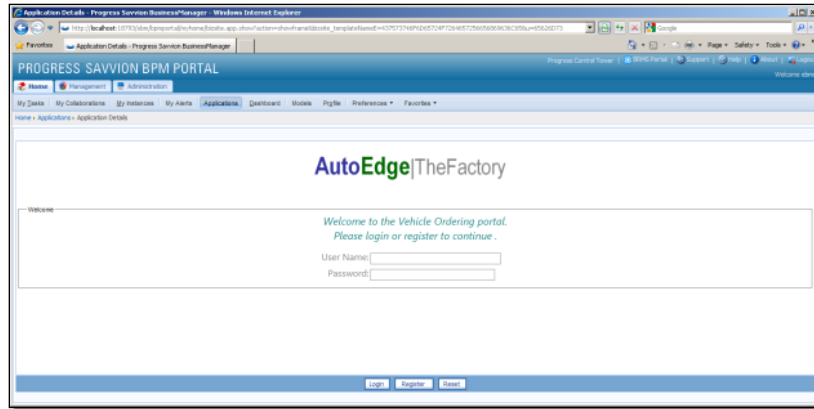 Application Details - Progress Savvion BusinessManager - Windows Internet Explorer
Google
Favorites Application Details - Progress Savvion BusinessManager
Page Safety Tools
PROGRESS SAVVION BPM PORTAL
Progress Control Tower | BPMS Portal | Support | Help | About |
Welcome
Home Management Administration
My Tasks My Collaborations My Instances My Alerts Applications Dashboard Models Profile Preferences Favorites
Home › Applications › Application Details
AutoEdge|TheFactory
Welcome
Welcome to the Vehicle Ordering portal.
Please login or register to continue .
User Name:
Password:
Login Register Reset